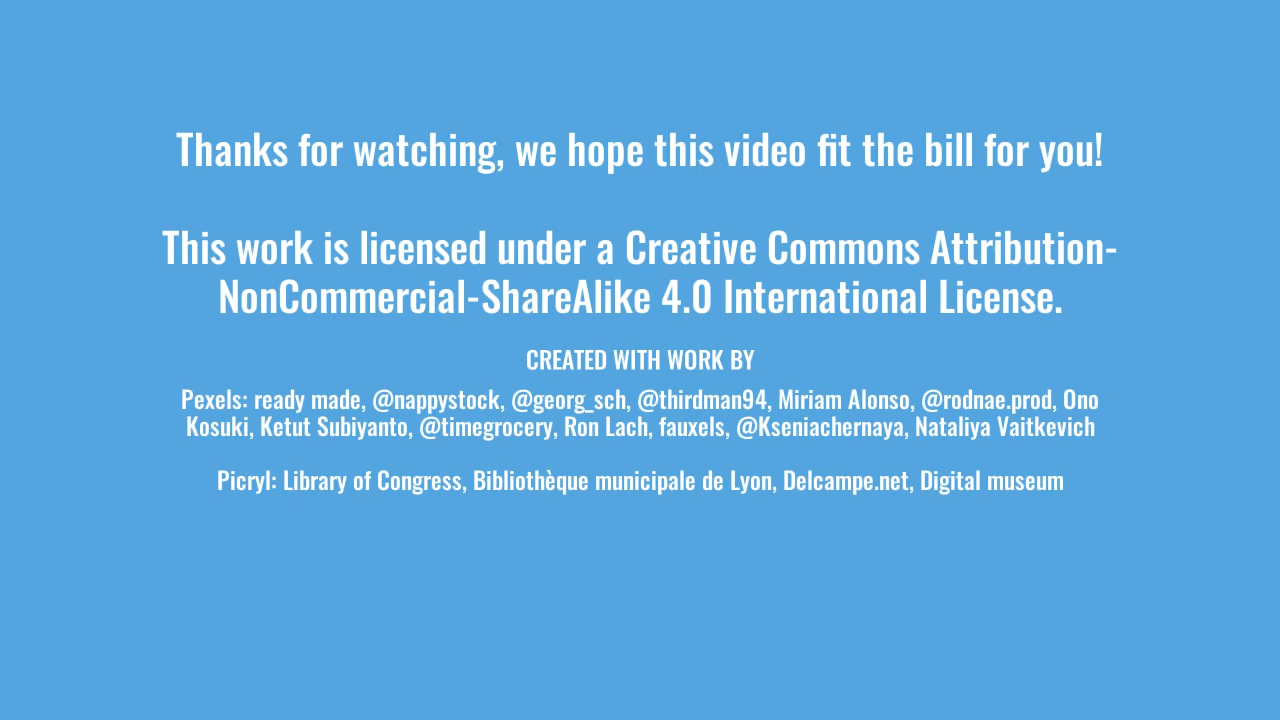 Thanks for watching, we hope this video fit the bill for you!
This work is licensed under a Creative Commons Attribution-
NonCommercial-ShareAlike 4.0 International License.
CREATED WITH WORK BY
Pexels: ready made, @nappystock, @georg_sch, @thirdman94, Miriam Alonso, @rodnae.prod, Ono
Kosuki, Ketut Subiyanto, @timegrocery, Ron Lach, fauxels, @Kseniachernaya, Nataliya Vaitkevich
Picryl: Library of Congress, Bibliothèque municipale de Lyon, Delcampe.net, Digital museum